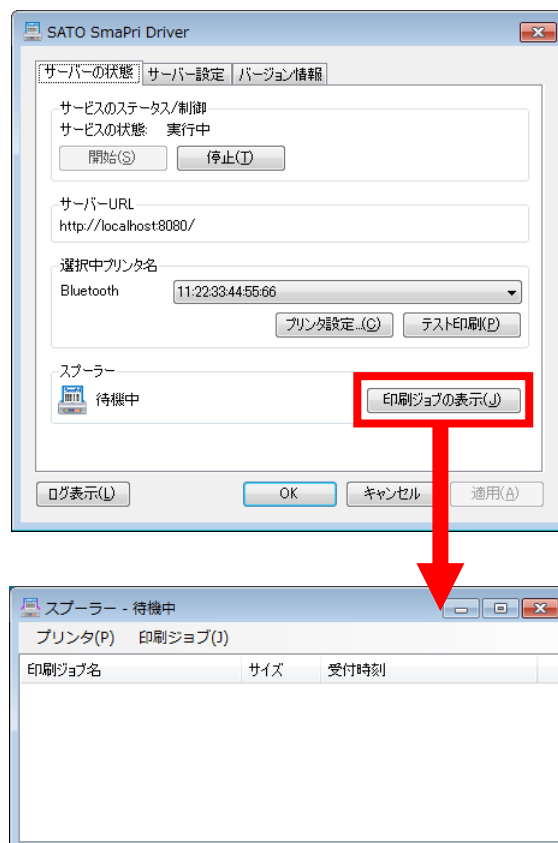 SATO SmaPri Driver
サーバーの状態 サーバー設定 バージョン情報
サービスのステータス/制御
サービスの状態: 実行中
開始(S) 停止(T)
サーバーURL
http://localhost:8080/
選択中プリンタ名
Bluetooth 11:22:33:44:55:66
プリンタ設定...(C) テスト印刷(P)
スプーラー
待機中 印刷ジョブの表示(J)
ログ表示(L) OK キャンセル 適用(A)
スプーラー - 待機中
プリンタ(P) 印刷ジョブ(J)
印刷ジョブ名 サイズ 受付時刻